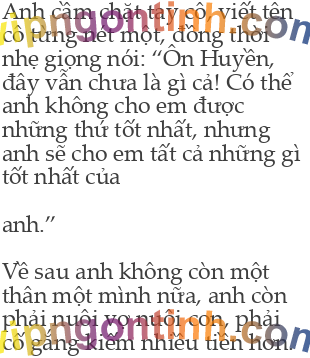 Anh cầm chặt tay cô, viết tên
cô từng nét một, đồng thời
nhẹ giọng nói: “Ôn Huyền,
đây vẫn chưa là gì cả! Có thể
anh không cho em được
những thứ tốt nhất, nhưng
anh sẽ cho em tất cả những gì
tốt nhất của
anh.”
Về sau anh không còn một
thân một mình nữa, anh còn
phải nuôi vợ nuôi con, phải
cố gắng kiếm nhiều tiền hơn.